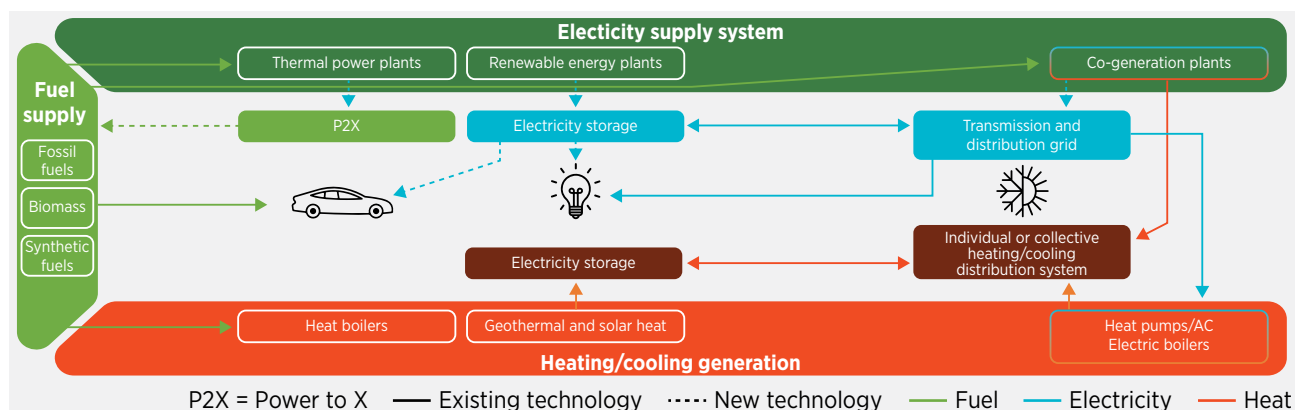 Electicity supply system
Thermal power plants
Renewable energy plants
Co-generation plants
Fuel
supply
P2X
Electricity storage
Transmission and
distribution grid
Fossil
fuels
Biomass
Synthetic
fuels
Electricity storage
Individual or collective
heating/cooling
distribution system
Heat boilers
Geothermal and solar heat
Heat pumps/AC
Electric boilers
Heating/cooling generation
P2X = Power to X
Existing technology
New technology
Fuel
Electricity
Heat